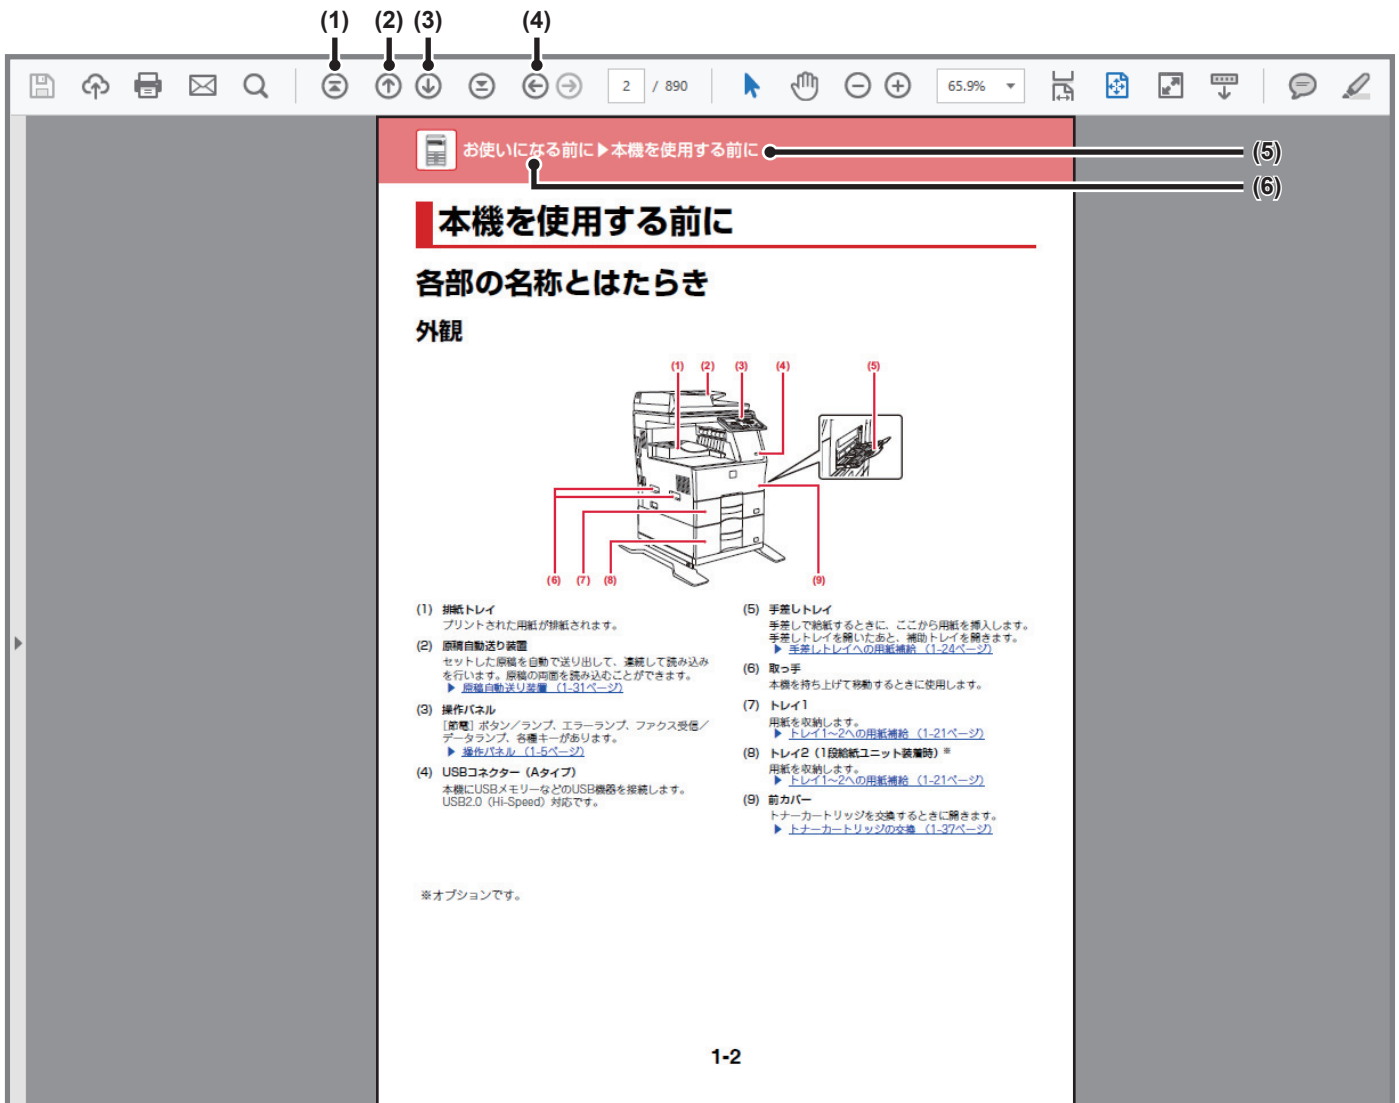 (1) (2) (3) (4)
2 / 890 65.9%
お使いになる前に▶本機を使用する前に (5)
(6)
本機を使用する前に
各部の名称とはたらき
外観
(1) (2) (3) (4) (5)
(6) (7) (8) (9)
(1) 排紙トレイ
プリントされた用紙が排紙されます。
(2) 原稿自動送り装置
セットした原稿を自動で送り出して、連続して読み込み
を行います。原稿の両面を読み込むことができます。
▶ 原稿自動送り装置 (1-31ページ)
(3) 操作パネル
[節電] ボタン/ランプ、エラーランプ、ファクス受信/
データランプ、各種キーがあります。
▶ 操作パネル (1-5ページ)
(4) USBコネクター (Aタイプ)
本機にUSBメモリーなどのUSB機器を接続します。
USB2.0 (Hi-Speed) 対応です。
(5) 手差しトレイ
手差しで給紙するときに、ここから用紙を挿入します。
手差しトレイを開いたあと、補助トレイを開きます。
▶ 手差しトレイへの用紙補給 (1-24ページ)
(6) 取っ手
本機を持ち上げて移動するときに使用します。
(7) トレイ1
用紙を収納します。
▶ トレイ1~2への用紙補給 (1-21ページ)
(8) トレイ2 (1段給紙ユニット装着時) ※
用紙を収納します。
▶ トレイ1~2への用紙補給 (1-21ページ)
(9) 前カバー
トナーカートリッジを交換するときに開きます。
▶ トナーカートリッジの交換 (1-37ページ)
※オプションです。
1-2